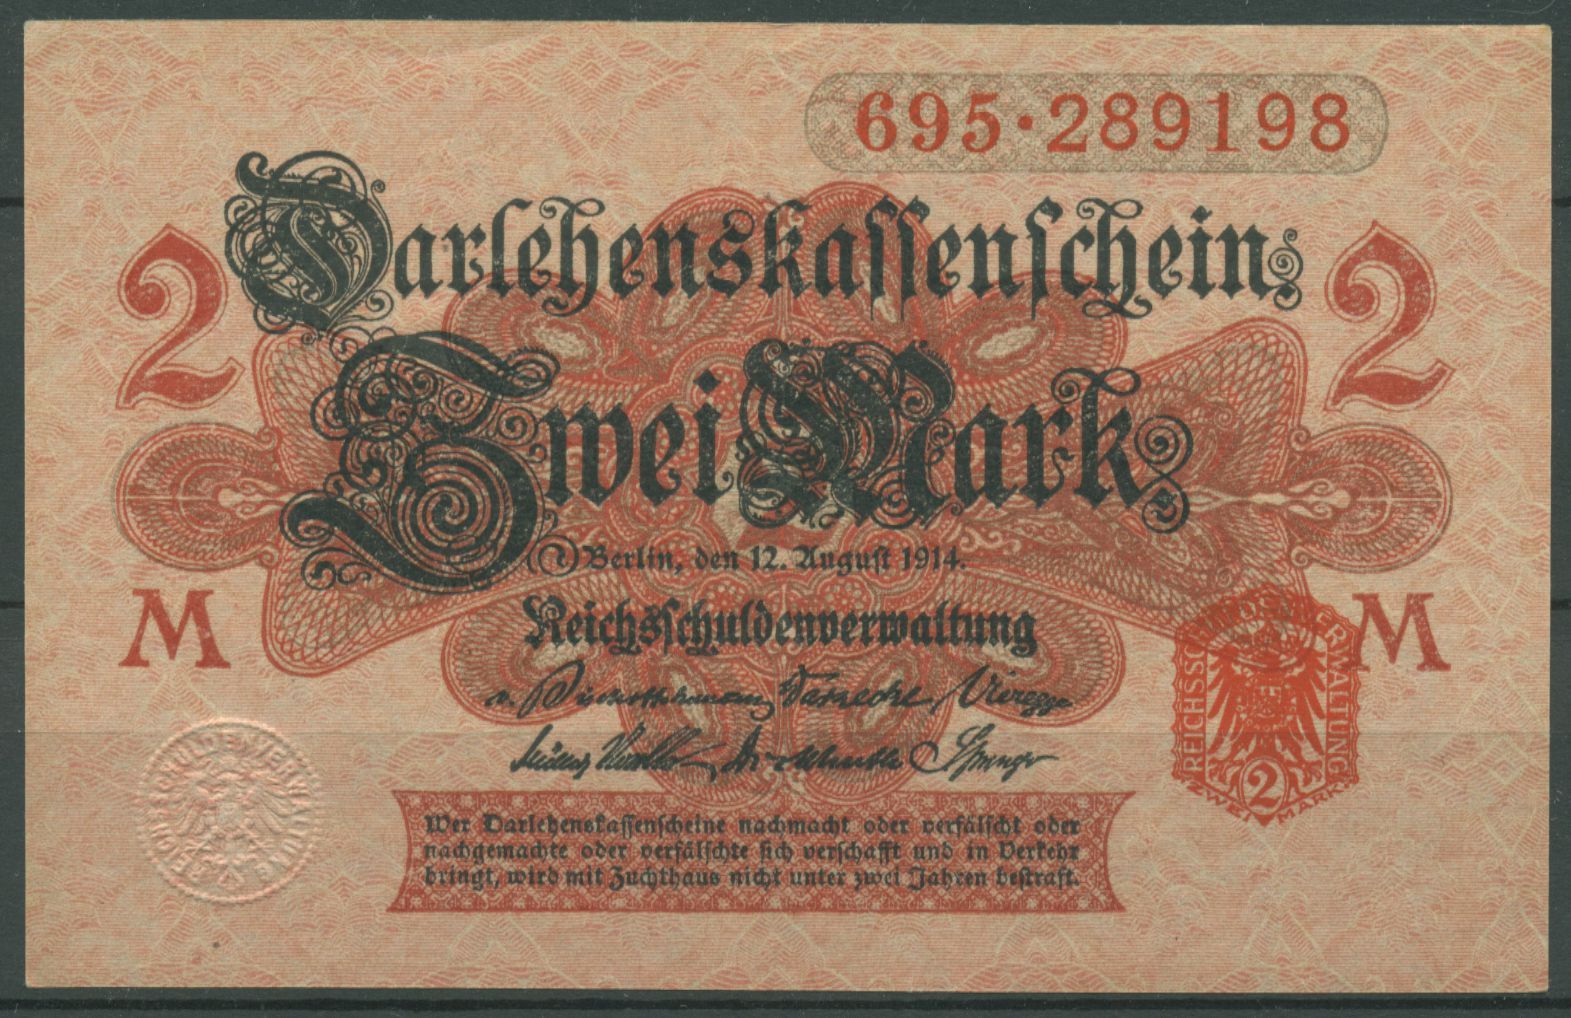 695·289198
Darlehenskassenschein
2 2
Zwei Mark
Berlin, den 12. August 1914.
Reichsschuldenverwaltung
M M
REICHSSCHULDENVERWALTUNG
2
ZWEI MARK
Wer Darlehenskassenscheine nachmacht oder verfälscht oder
nachgemachte oder verfälschte sich verschafft und in Verkehr
bringt, wird mit Zuchthaus nicht unter zwei Jahren bestraft.